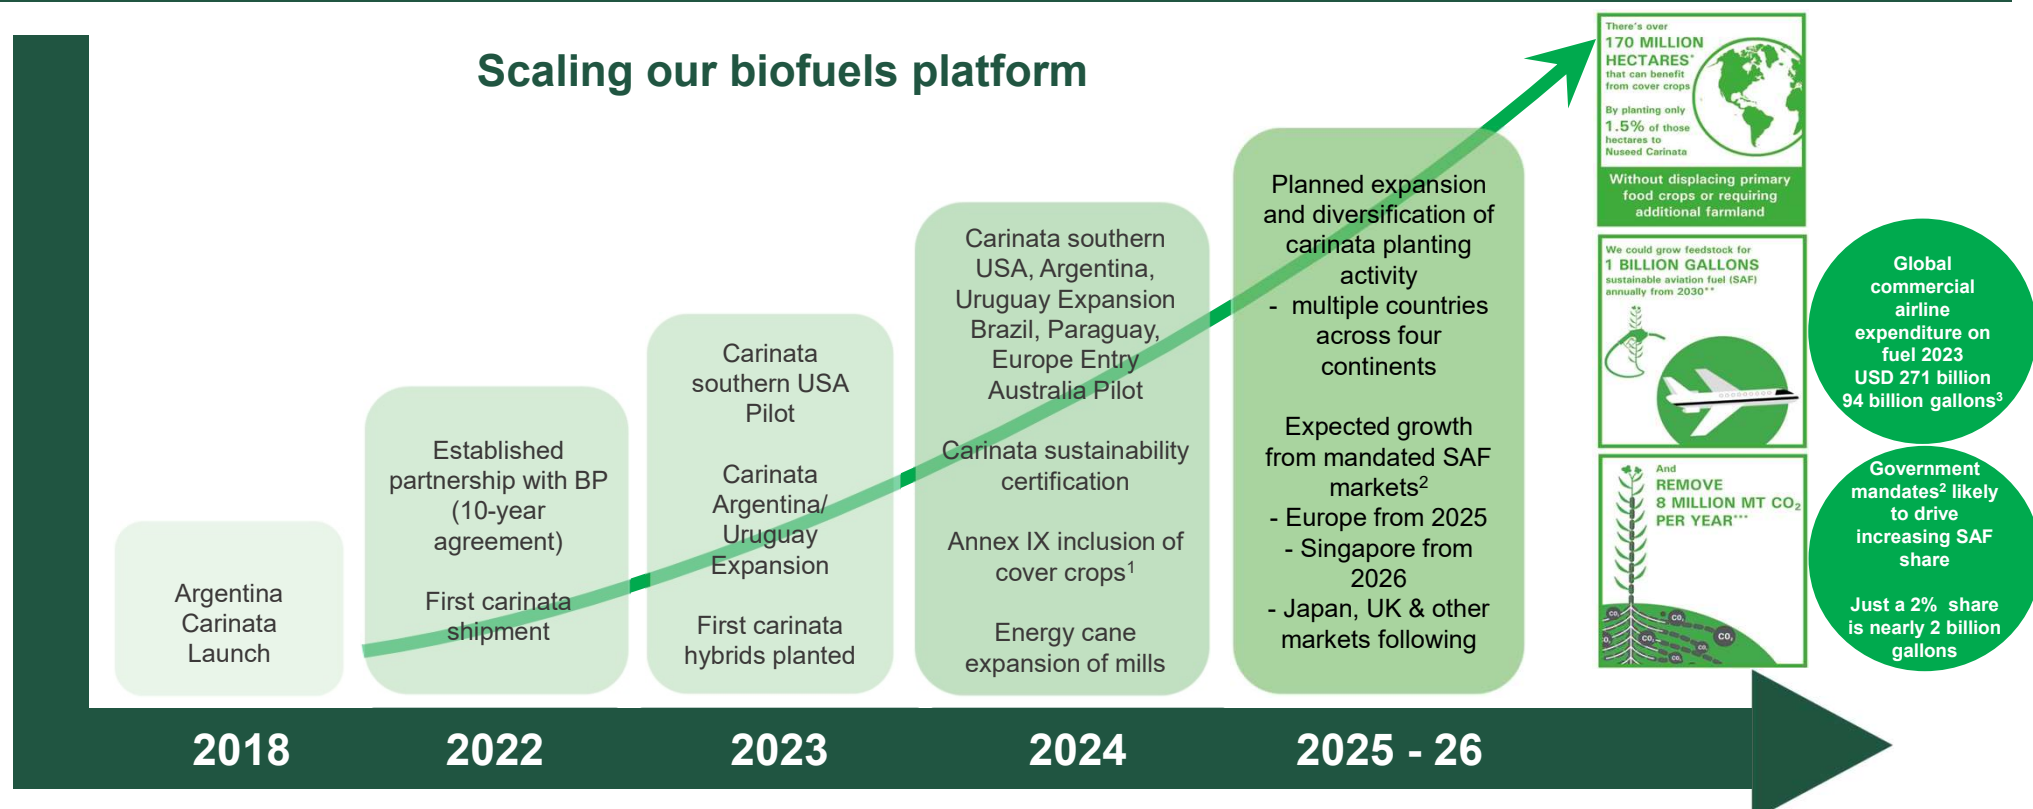 Scaling our biofuels platform
Argentina
Carinata
Launch
Established
partnership with BP
(10-year
agreement)
First carinata
shipment
Carinata
southern USA
Pilot
Carinata
Argentina/
Uruguay
Expansion
First carinata
hybrids planted
Carinata southern
USA, Argentina,
Uruguay Expansion
Brazil, Paraguay,
Europe Entry
Australia Pilot
Carinata sustainability
certification
Annex IX inclusion of
cover crops¹
Energy cane
expansion of mills
Planned expansion
and diversification of
carinata planting
activity
- multiple countries
across four
continents
Expected growth
from mandated SAF
markets²
- Europe from 2025
- Singapore from
2026
- Japan, UK & other
markets following
There's over
170 MILLION
HECTARES*
that can benefit
from cover crops
By planting only
1.5% of those
hectares to
Nuseed Carinata
Without displacing primary
food crops or requiring
additional farmland
We could grow feedstock for
1 BILLION GALLONS
sustainable aviation fuel (SAF)
annually from 2030**
And
REMOVE
8 MILLION MT CO₂
PER YEAR***
CO₂
CO₂
CO₂
CO₂
CO₂
CO₂
CO₂
Global
commercial
airline
expenditure on
fuel 2023
USD 271 billion
94 billion gallons³
Government
mandates² likely
to drive
increasing SAF
share
Just a 2% share
is nearly 2 billion
gallons
2018
2022
2023
2024
2025 - 26